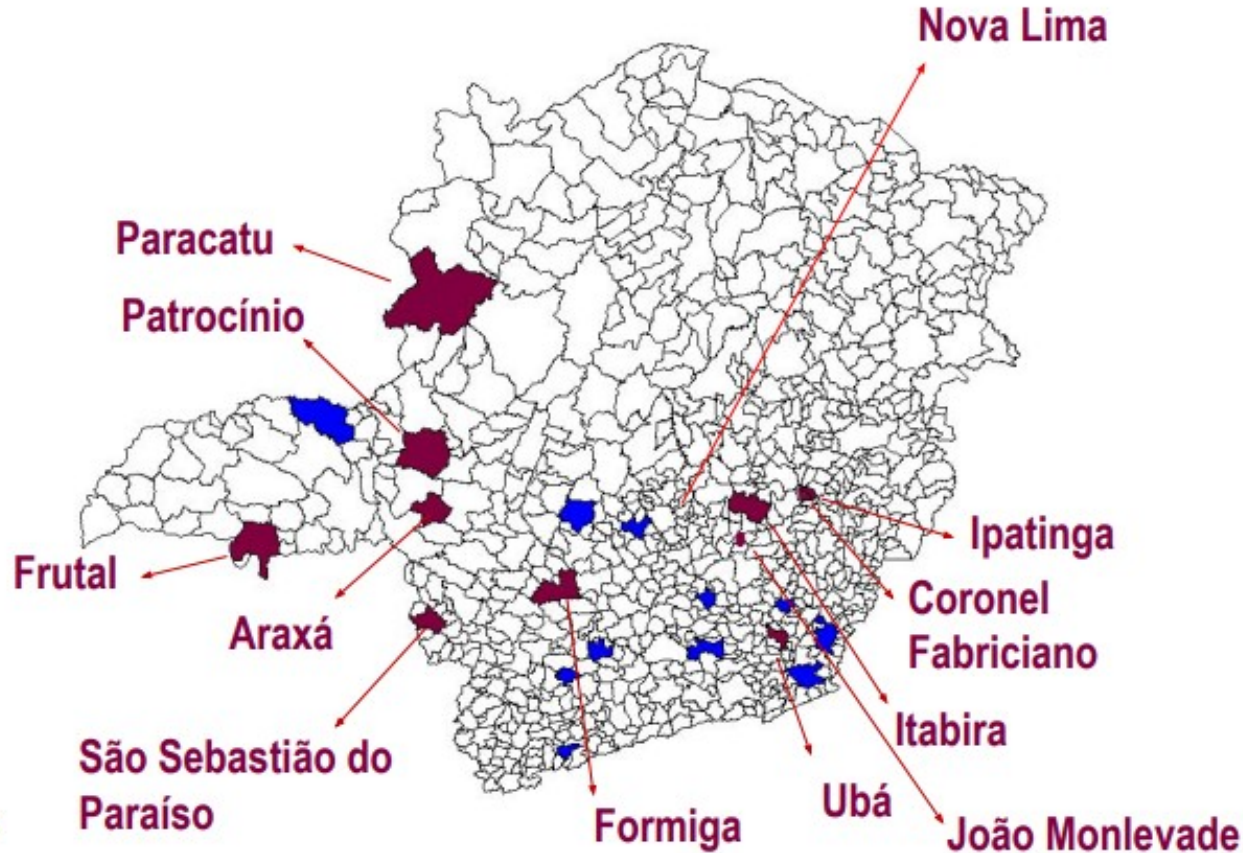 Nova Lima
Paracatu
Patrocínio
Frutal
Araxá
São Sebastião do
Paraíso
Formiga
Ubá
João Monlevade
Itabira
Coronel
Fabriciano
Ipatinga